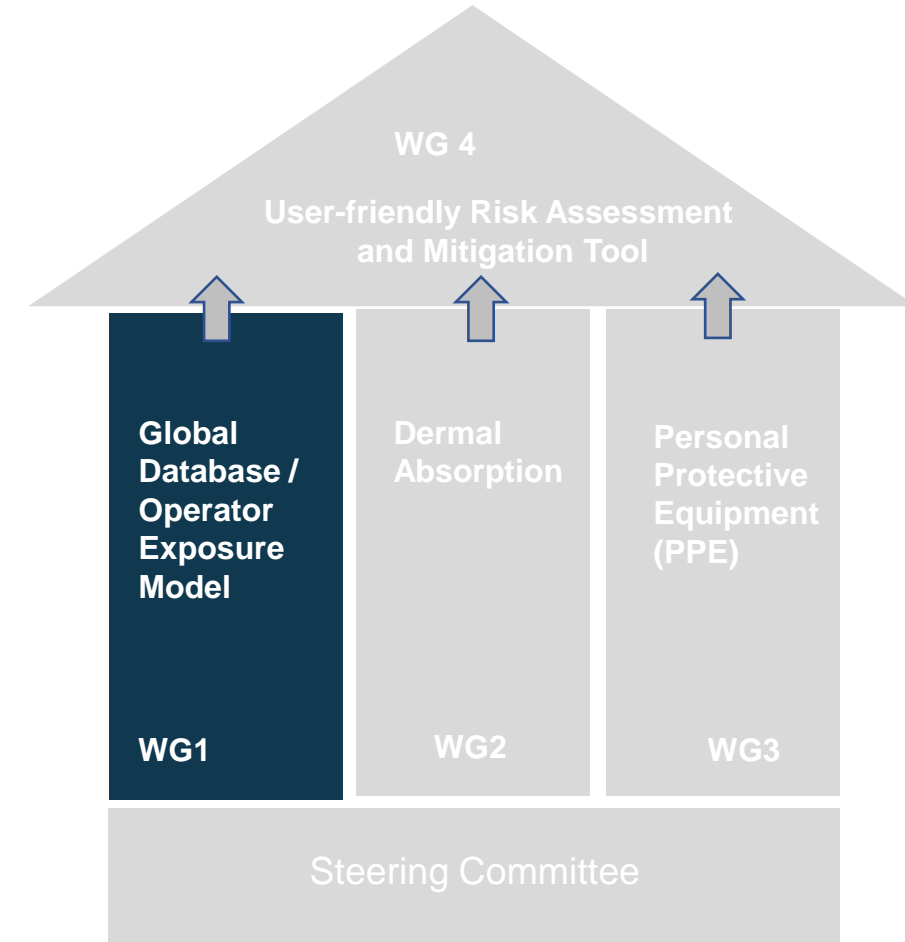 WG 4
User-friendly Risk Assessment
and Mitigation Tool
Global
Database /
Operator
Exposure
Model
WG1
Dermal
Absorption
WG2
Personal
Protective
Equipment
(PPE)
WG3
Steering Committee